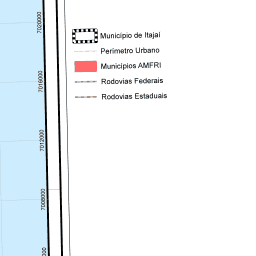 7020000
Município de Itajaí
Perímetro Urbano
Municípios AMFRI
7016000
Rodovias Federais
Rodovias Estaduais
7012000
7008000